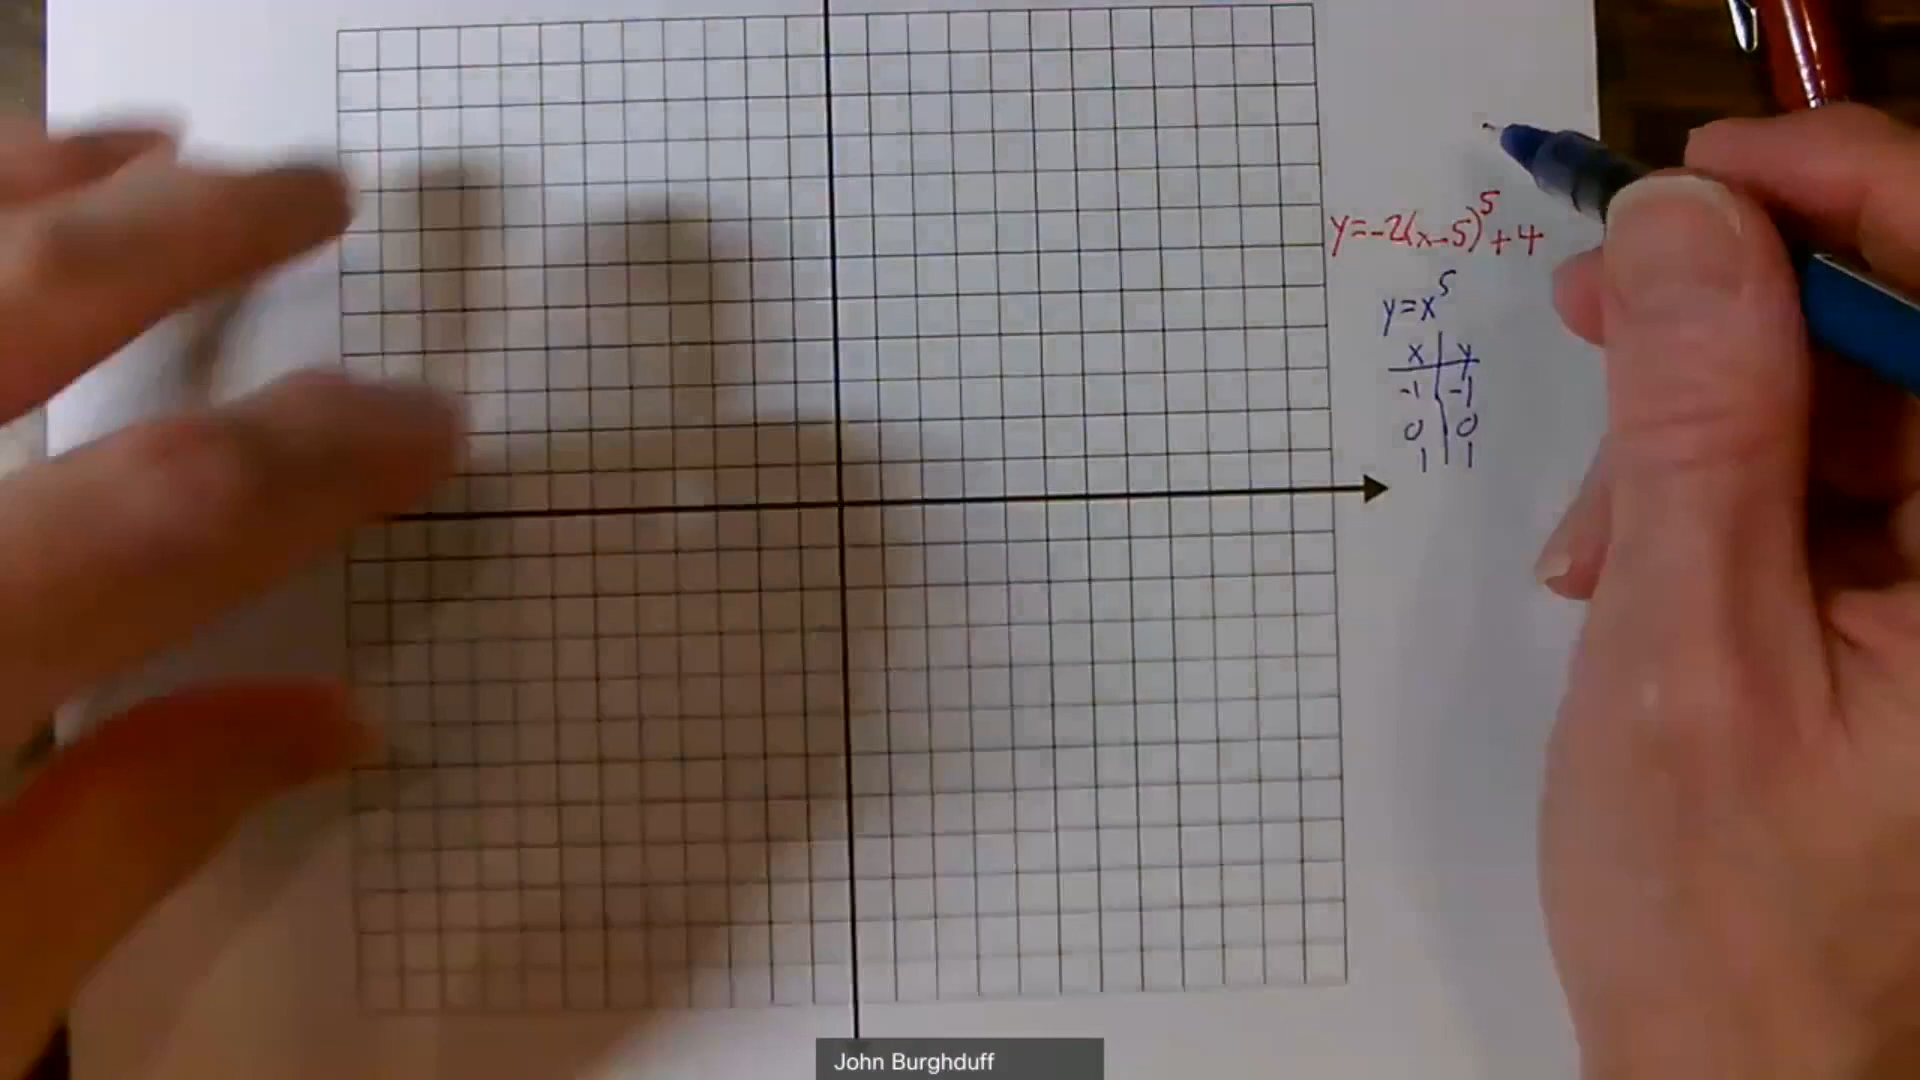 y=-2(x-5)^5+4
y=x^5
x | y
-1 | -1
0 | 0
1 | 1
John Burghduff